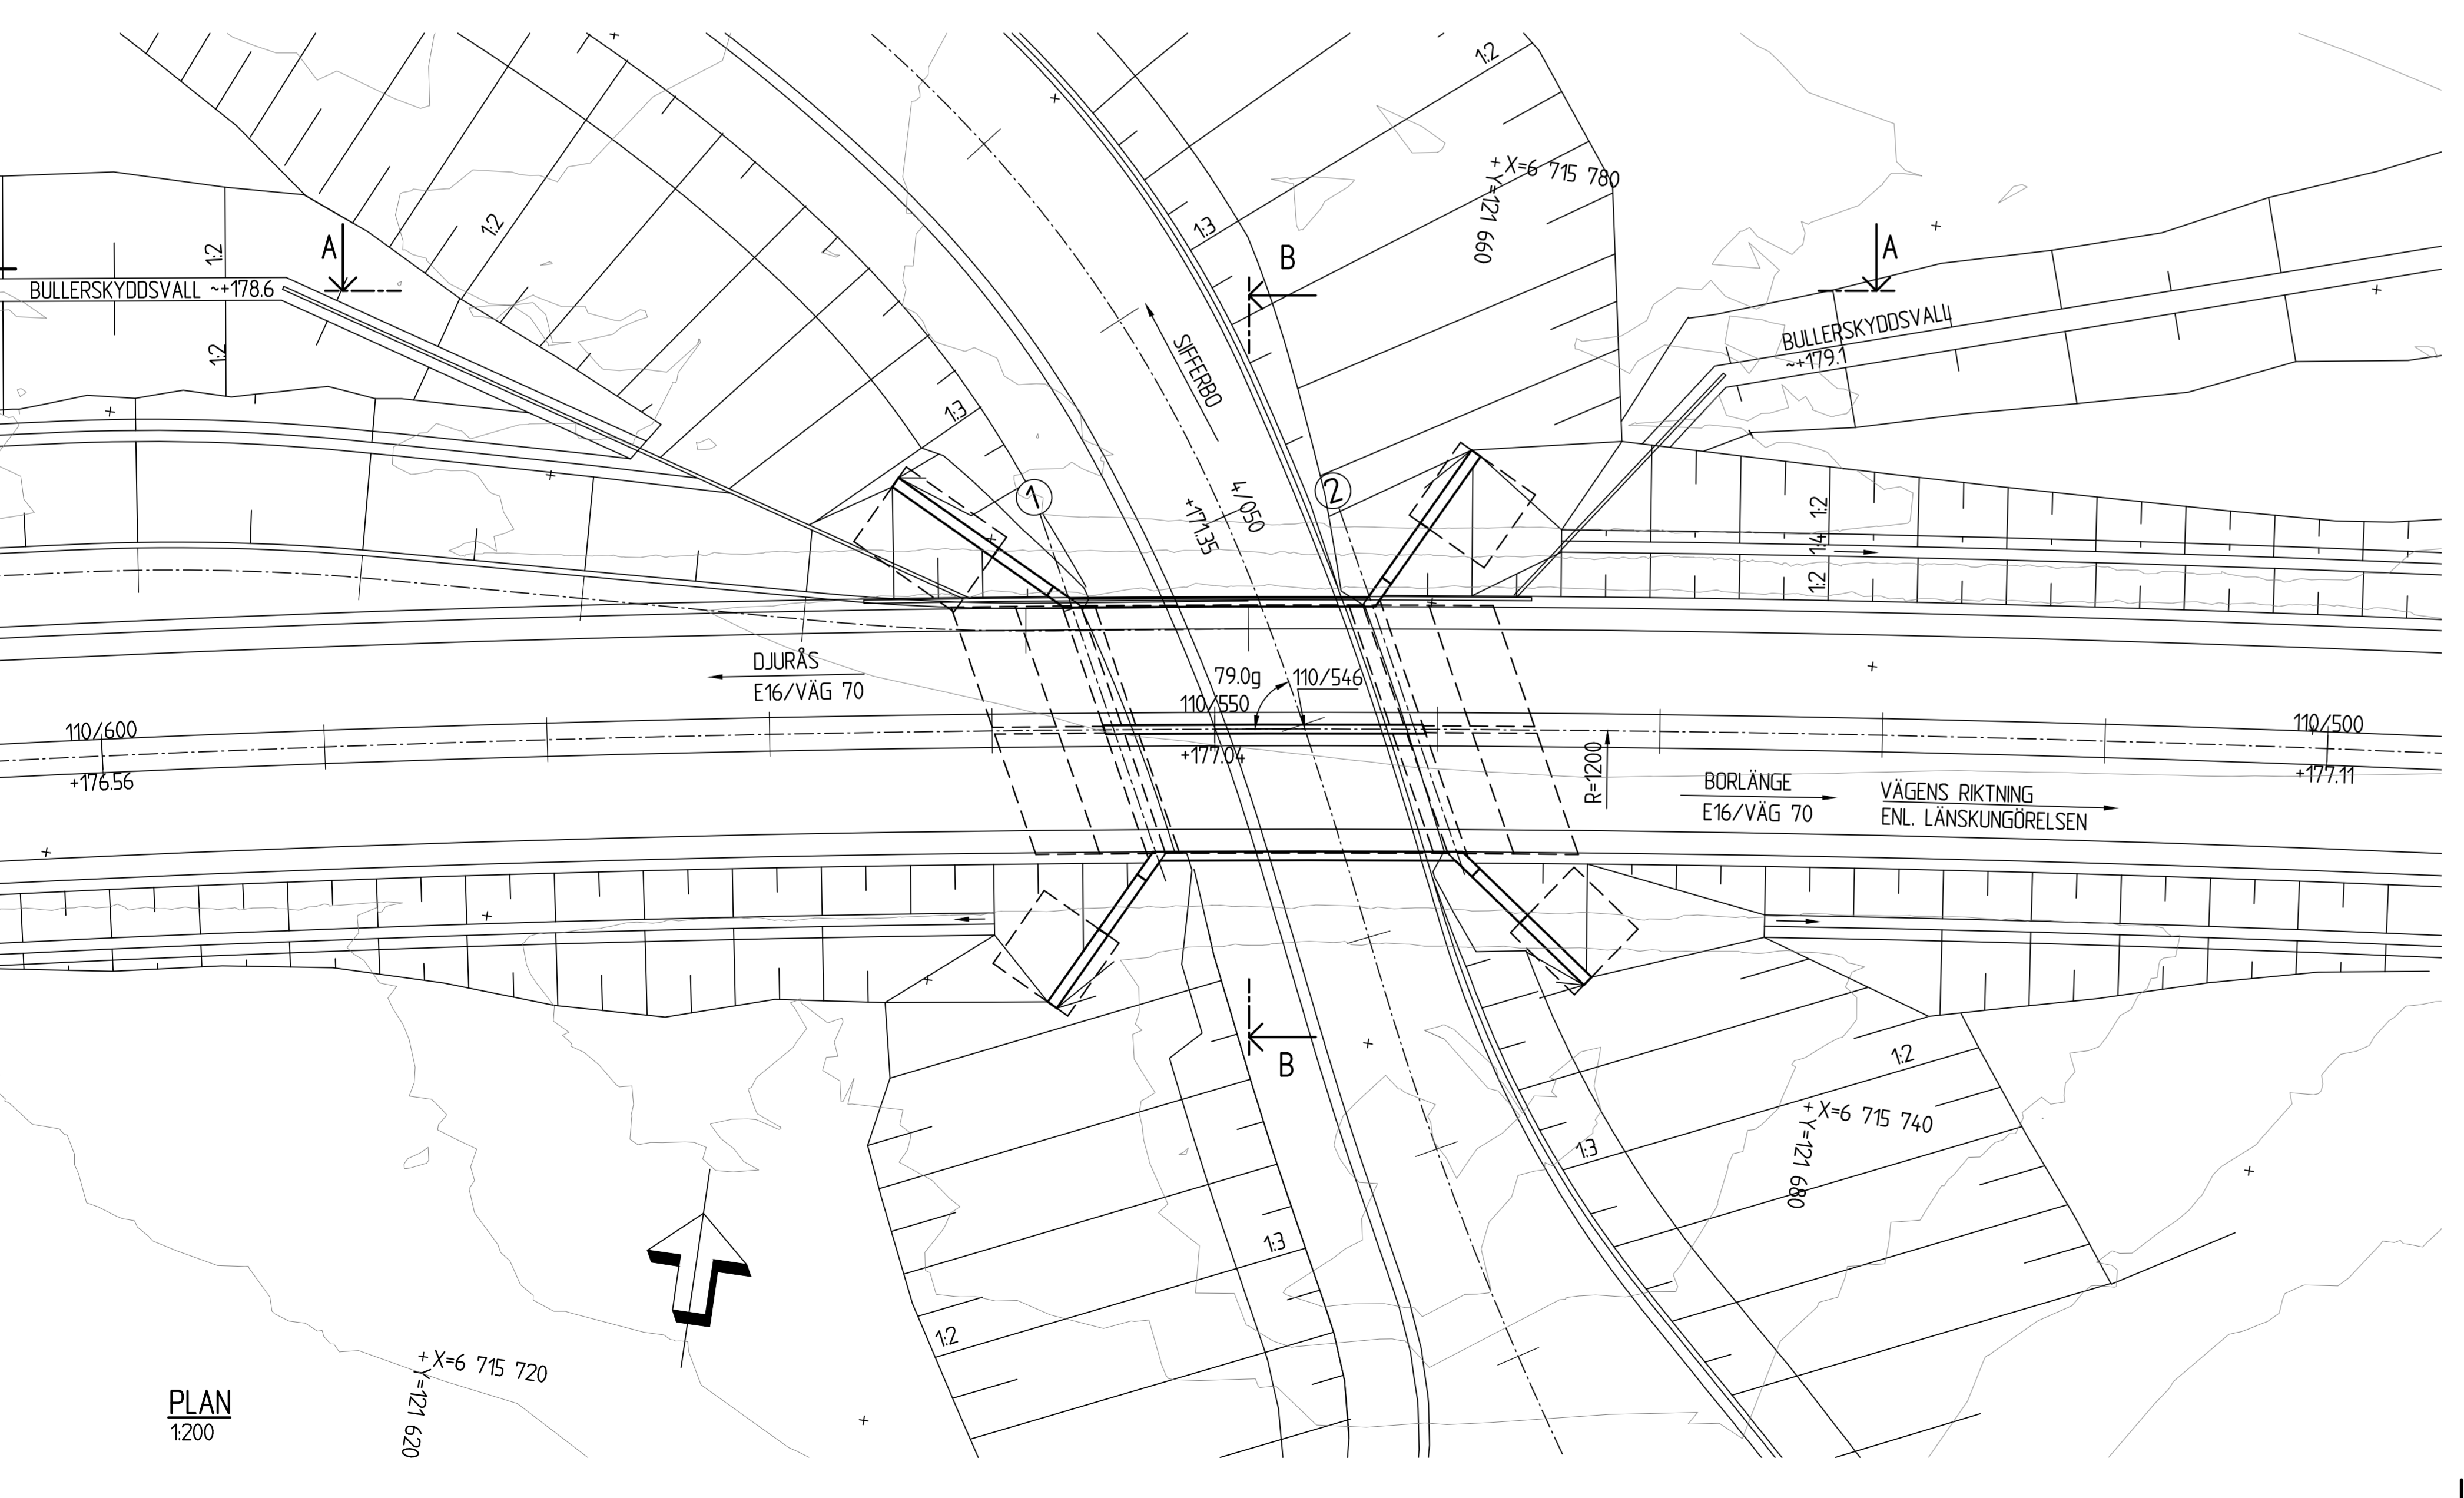 1:2
+ X=6 715 780
Y=121 660
1:2
1:3
A
1:2
B
A
BULLERSKYDDSVALL ~+178.6
1:2
BULLERSKYDDSVALL
~+179.1
SIFFERBO
1:3
1
2
4/050
+171.35
1:2
1:4
1:2
DJURÅS
E16/VÄG 70
79.0g
110/546
110/550
+177.04
110/600
+176.56
110/500
+177.11
R=1200
BORLÄNGE
E16/VÄG 70
VÄGENS RIKTNING
ENL. LÄNSKUNGÖRELSEN
B
1:2
+ X=6 715 740
Y=121 680
1:3
1:3
1:2
+ X=6 715 720
Y=121 620
PLAN
1:200